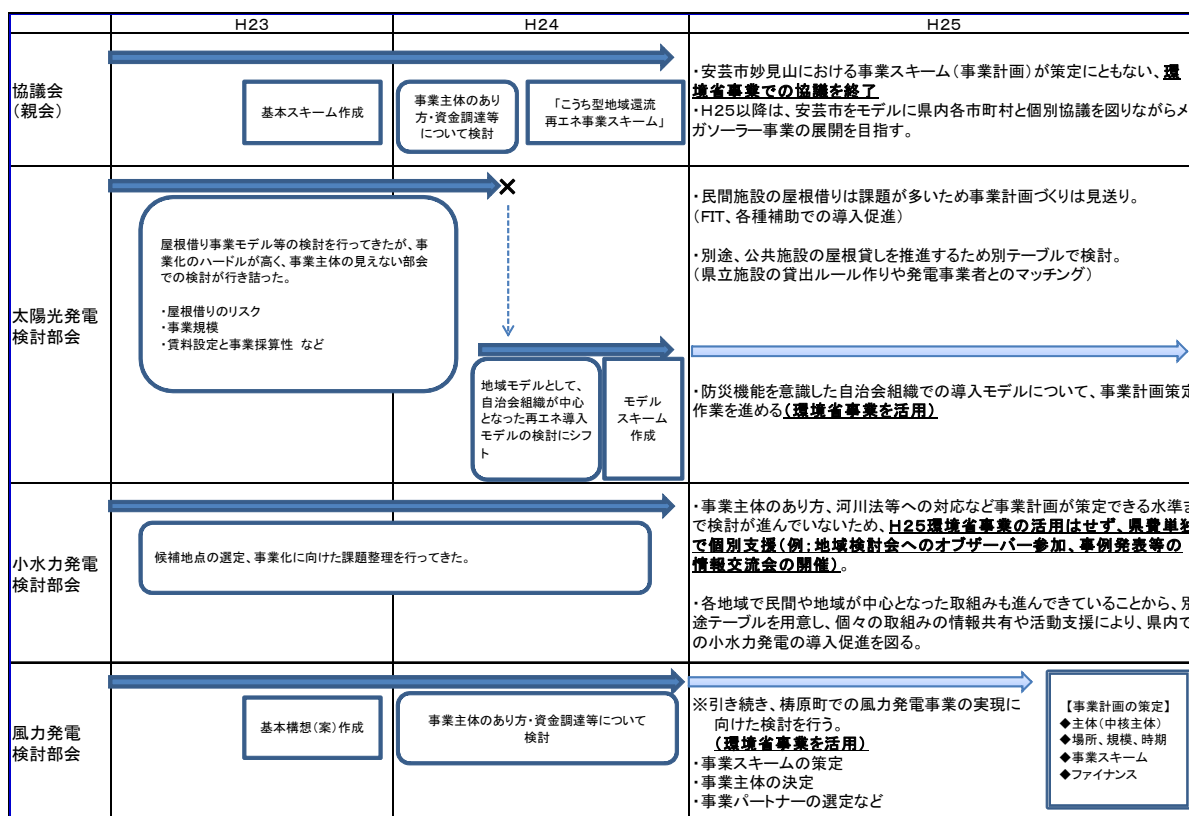 H23
H24
H25
協議会
(親会)
基本スキーム作成
事業主体のあり
方・資金調達等
について検討
「こうち型地域還流
再エネ事業スキーム」
・安芸市妙見山における事業スキーム(事業計画)が策定にともない、環
境省事業での協議を終了
・H25以降は、安芸市をモデルに県内各市町村と個別協議を図りながらメ
ガソーラー事業の展開を目指す。
太陽光発電
検討部会
×
屋根借り事業モデル等の検討を行ってきたが、事
業化のハードルが高く、事業主体の見えない部会
での検討が行き詰った。
・屋根借りのリスク
・事業規模
・賃料設定と事業採算性 など
地域モデルとして、
自治会組織が中心
となった再エネ導入
モデルの検討にシフ
ト
モデル
スキーム
作成
・民間施設の屋根借りは課題が多いため事業計画づくりは見送り。
(FIT、各種補助での導入促進)
・別途、公共施設の屋根貸しを推進するため別テーブルで検討。
(県立施設の貸出ルール作りや発電事業者とのマッチング)
・防災機能を意識した自治会組織での導入モデルについて、事業計画策定
作業を進める(環境省事業を活用)
小水力発電
検討部会
候補地点の選定、事業化に向けた課題整理を行ってきた。
・事業主体のあり方、河川法等への対応など事業計画が策定できる水準ま
で検討が進んでいないため、H25環境省事業の活用はせず、県費単独
で個別支援(例:地域検討会へのオブザーバー参加、事例発表等の
情報交流会の開催)。
・各地域で民間や地域が中心となった取組みも進んできていることから、別
途テーブルを用意し、個々の取組みの情報共有や活動支援により、県内で
の小水力発電の導入促進を図る。
風力発電
検討部会
基本構想(案)作成
事業主体のあり方・資金調達等について
検討
※引き続き、梼原町での風力発電事業の実現に
向けた検討を行う。
(環境省事業を活用)
・事業スキームの策定
・事業主体の決定
・事業パートナーの選定など
【事業計画の策定】
◆主体(中核主体)
◆場所、規模、時期
◆事業スキーム
◆ファイナンス